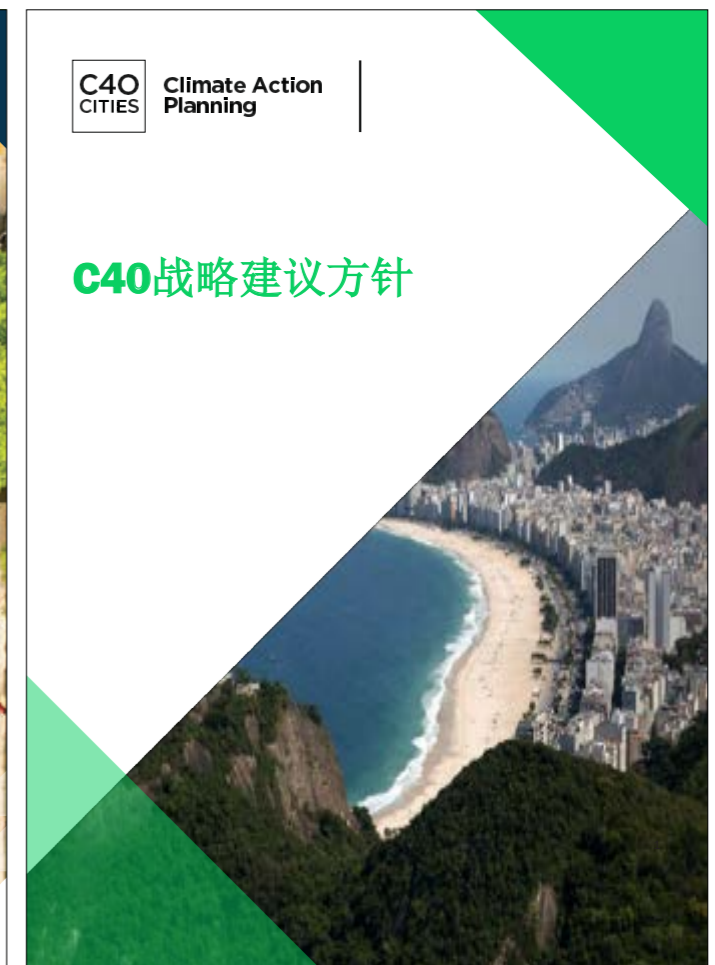 C40
CITIES
Climate Action
Planning
C40战略建议方针